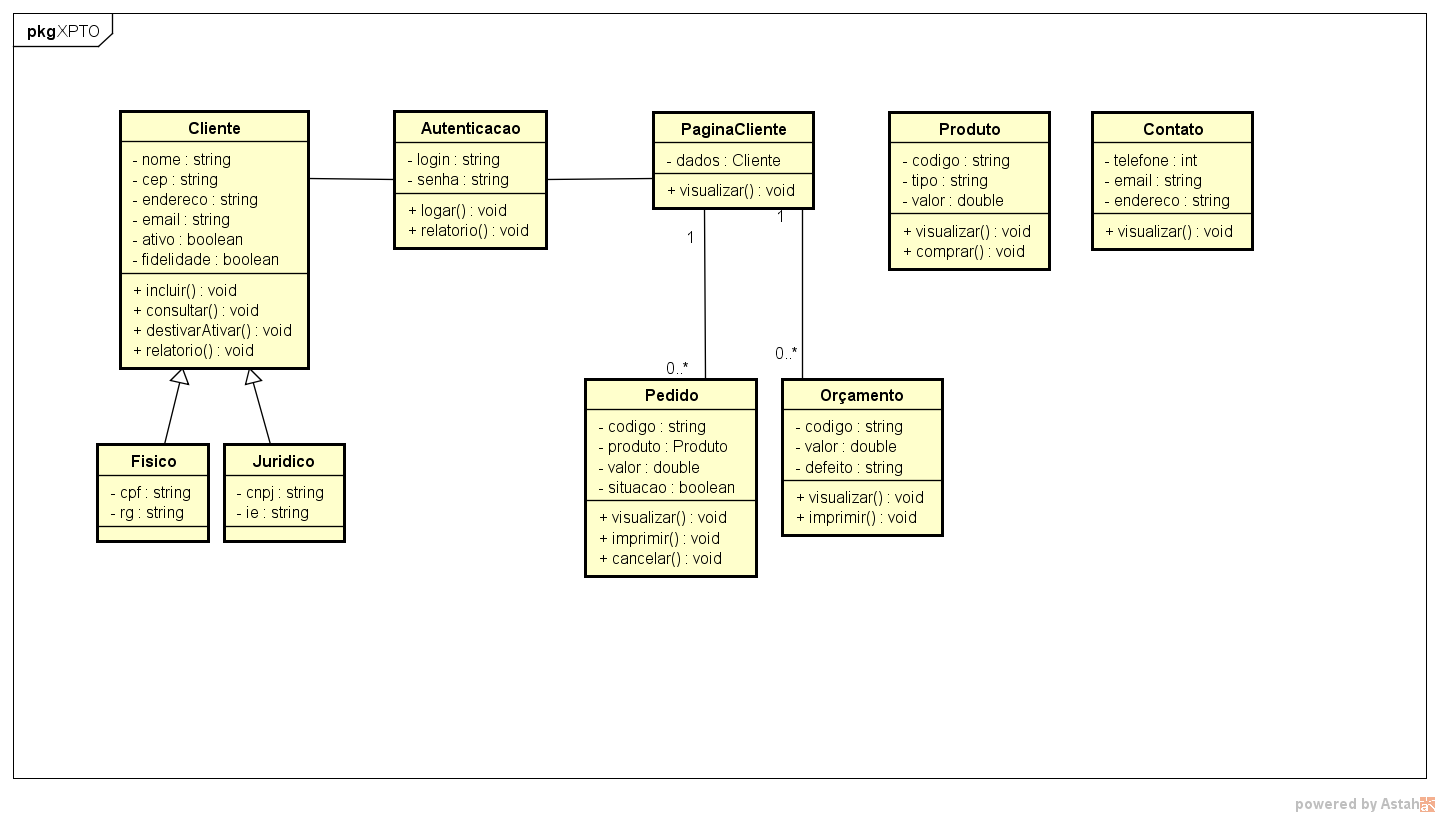 pkg XPTO
Cliente
- nome : string
- cep : string
- endereco : string
- email : string
- ativo : boolean
- fidelidade : boolean
+ incluir() : void
+ consultar() : void
+ destivarAtivar() : void
+ relatorio() : void
Autenticacao
- login : string
- senha : string
+ logar() : void
+ relatorio() : void
PaginaCliente
- dados : Cliente
+ visualizar() : void
Produto
- codigo : string
- tipo : string
- valor : double
+ visualizar() : void
+ comprar() : void
Contato
- telefone : int
- email : string
- endereco : string
+ visualizar() : void
1
1
0..*
0..*
Pedido
- codigo : string
- produto : Produto
- valor : double
- situacao : boolean
+ visualizar() : void
+ imprimir() : void
+ cancelar() : void
Orçamento
- codigo : string
- valor : double
- defeito : string
+ visualizar() : void
+ imprimir() : void
Fisico
- cpf : string
- rg : string
Juridico
- cnpj : string
- ie : string
powered by Astah